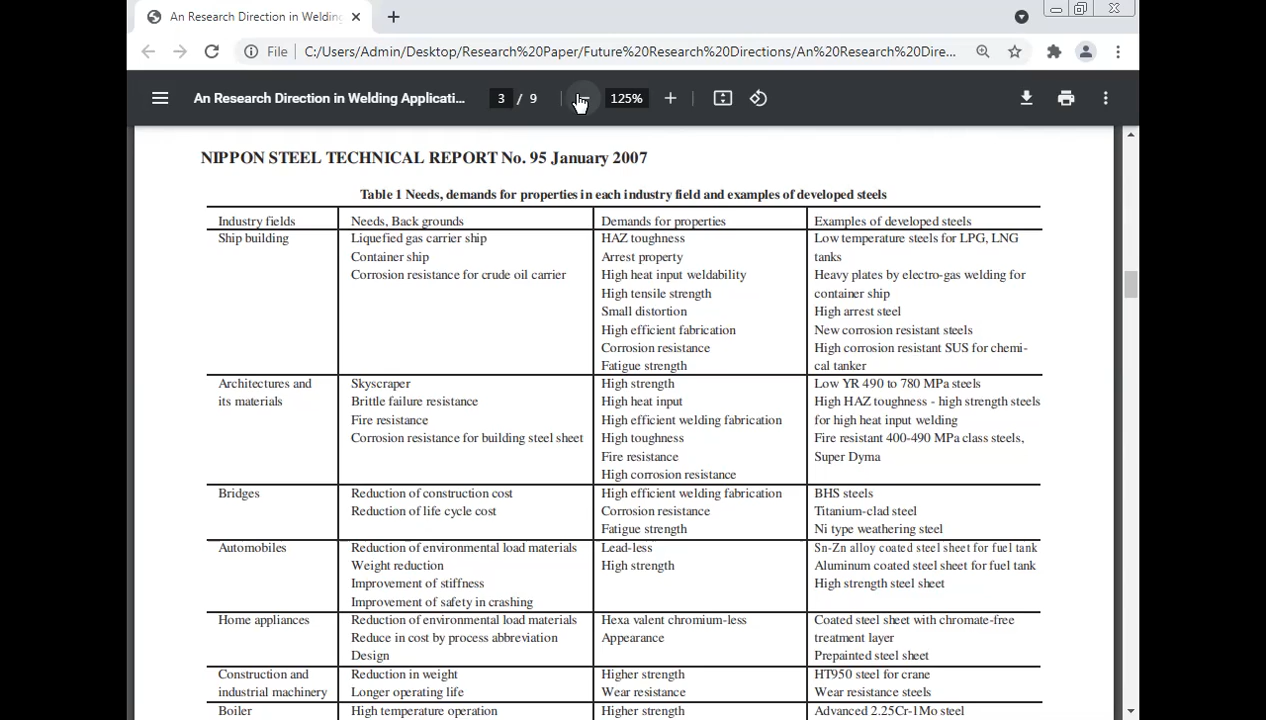 An Research Direction in Welding
File C:/Users/Admin/Desktop/Research%20Paper/Future%20Research%20Directions/An%20Research%20Dire...
An Research Direction in Welding Applicati...
3 / 9
125%
NIPPON STEEL TECHNICAL REPORT No. 95 January 2007
Table 1 Needs, demands for properties in each industry field and examples of developed steels
Industry fields Needs, Back grounds Demands for properties Examples of developed steels
Ship building Liquefied gas carrier ship HAZ toughness Low temperature steels for LPG, LNG
Container ship Arrest property tanks
Corrosion resistance for crude oil carrier High heat input weldability Heavy plates by electro-gas welding for
High tensile strength container ship
Small distortion High arrest steel
High efficient fabrication New corrosion resistant steels
Corrosion resistance High corrosion resistant SUS for chemi-
Fatigue strength cal tanker
Architectures and Skyscraper High strength Low YR 490 to 780 MPa steels
its materials Brittle failure resistance High heat input High HAZ toughness - high strength steels
Fire resistance High efficient welding fabrication for high heat input welding
Corrosion resistance for building steel sheet High toughness Fire resistant 400-490 MPa class steels,
Fire resistance Super Dyma
High corrosion resistance
Bridges Reduction of construction cost High efficient welding fabrication BHS steels
Reduction of life cycle cost Corrosion resistance Titanium-clad steel
Fatigue strength Ni type weathering steel
Automobiles Reduction of environmental load materials Lead-less Sn-Zn alloy coated steel sheet for fuel tank
Weight reduction High strength Aluminum coated steel sheet for fuel tank
Improvement of stiffness High strength steel sheet
Improvement of safety in crashing
Home appliances Reduction of environmental load materials Hexa valent chromium-less Coated steel sheet with chromate-free
Reduce in cost by process abbreviation Appearance treatment layer
Design Prepainted steel sheet
Construction and Reduction in weight Higher strength HT950 steel for crane
industrial machinery Longer operating life Wear resistance Wear resistance steels
Boiler High temperature operation Higher strength Advanced 2.25Cr-1Mo steel